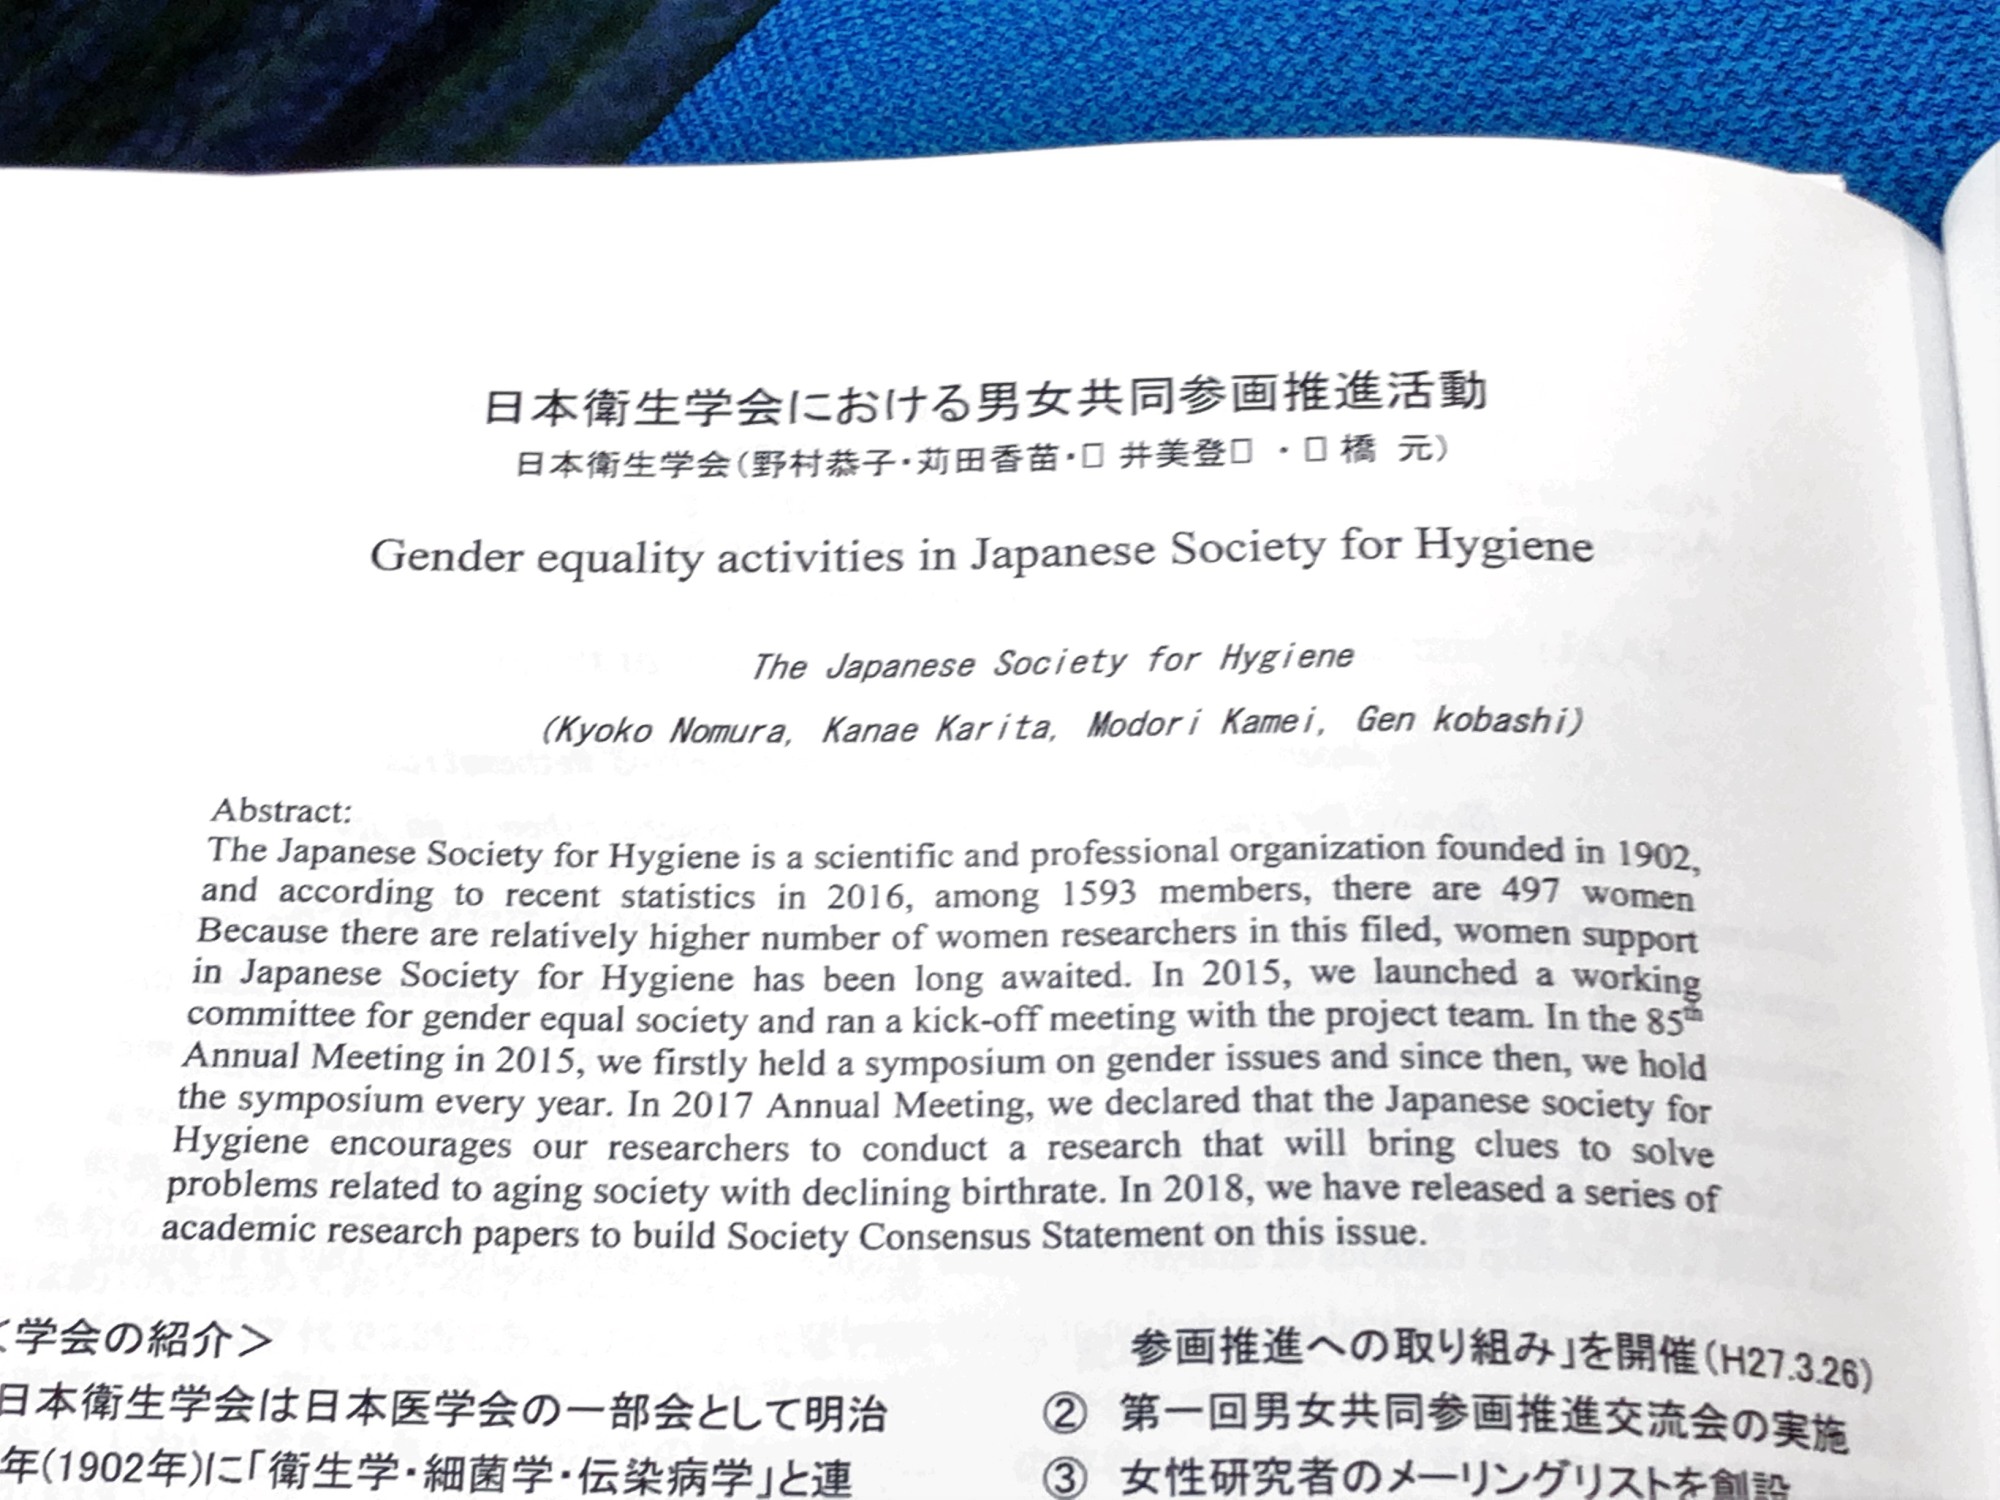 日本衛生学会における男女共同参画推進活動
日本衛生学会(野村恭子・苅田香苗・□ 井美登□ ・□ 橋 元)
Gender equality activities in Japanese Society for Hygiene
The Japanese Society for Hygiene
(Kyoko Nomura, Kanae Karita, Modori Kamei, Gen kobashi)
Abstract:
The Japanese Society for Hygiene is a scientific and professional organization founded in 1902,
and according to recent statistics in 2016, among 1593 members, there are 497 women
Because there are relatively higher number of women researchers in this filed, women support
in Japanese Society for Hygiene has been long awaited. In 2015, we launched a working
committee for gender equal society and ran a kick-off meeting with the project team. In the 85th
Annual Meeting in 2015, we firstly held a symposium on gender issues and since then, we hold
the symposium every year. In 2017 Annual Meeting, we declared that the Japanese society for
Hygiene encourages our researchers to conduct a research that will bring clues to solve
problems related to aging society with declining birthrate. In 2018, we have released a series of
academic research papers to build Society Consensus Statement on this issue.
<学会の紹介>
日本衛生学会は日本医学会の一部会として明治
年(1902年)に「衛生学・細菌学・伝染病学」と連
参画推進への取り組み」を開催(H27.3.26)
② 第一回男女共同参画推進交流会の実施
③ 女性研究者のメーリングリストを創設